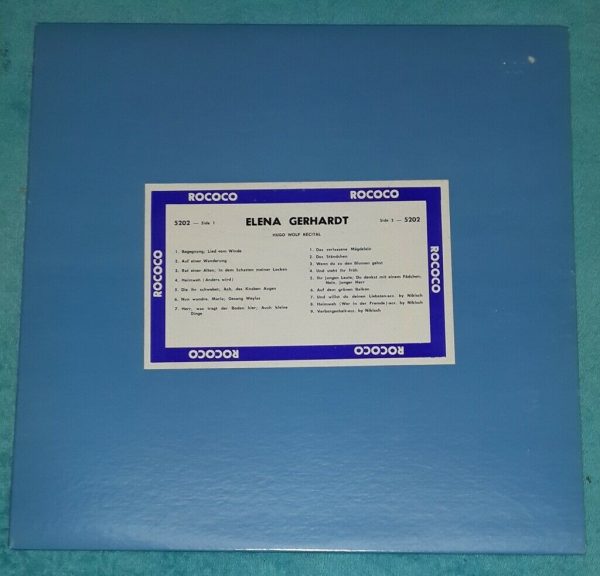 ROCOCO ROCOCO
5202 — Side 1 ELENA GERHARDT Side 2 — 5202
HUGO WOLF RECITAL
1. Begegnung; Lied vom Winde
2. Auf einer Wanderung
3. Rat einer Alten; In dem Schatten meiner Locken
4. Heimweh (Anders wird)
5. Die ihr schwebet; Ach, des Knaben Augen
6. Nun wandre, Maria; Gesang Weylas
7. Herr, was tragt der Boden hier; Auch kleine
Dinge
1. Das verlassene Mägdelein
2. Das Ständchen
3. Wenn du zu den Blumen gehst
4. Und steht Ihr früh
5. Ihr jungen Leute; Du denkst mit einem Fädchen;
Nein, junger Herr
6. Auf dem grünen Balkon
7. Und willst du deinen Liebsten-acc. by Nikisch
8. Heimweh (Wer in der Fremde)-acc. by Nikisch
9. Verborgenheit-acc. by Nikisch
ROCOCO
ROCOCO
ROCOCO ROCOCO